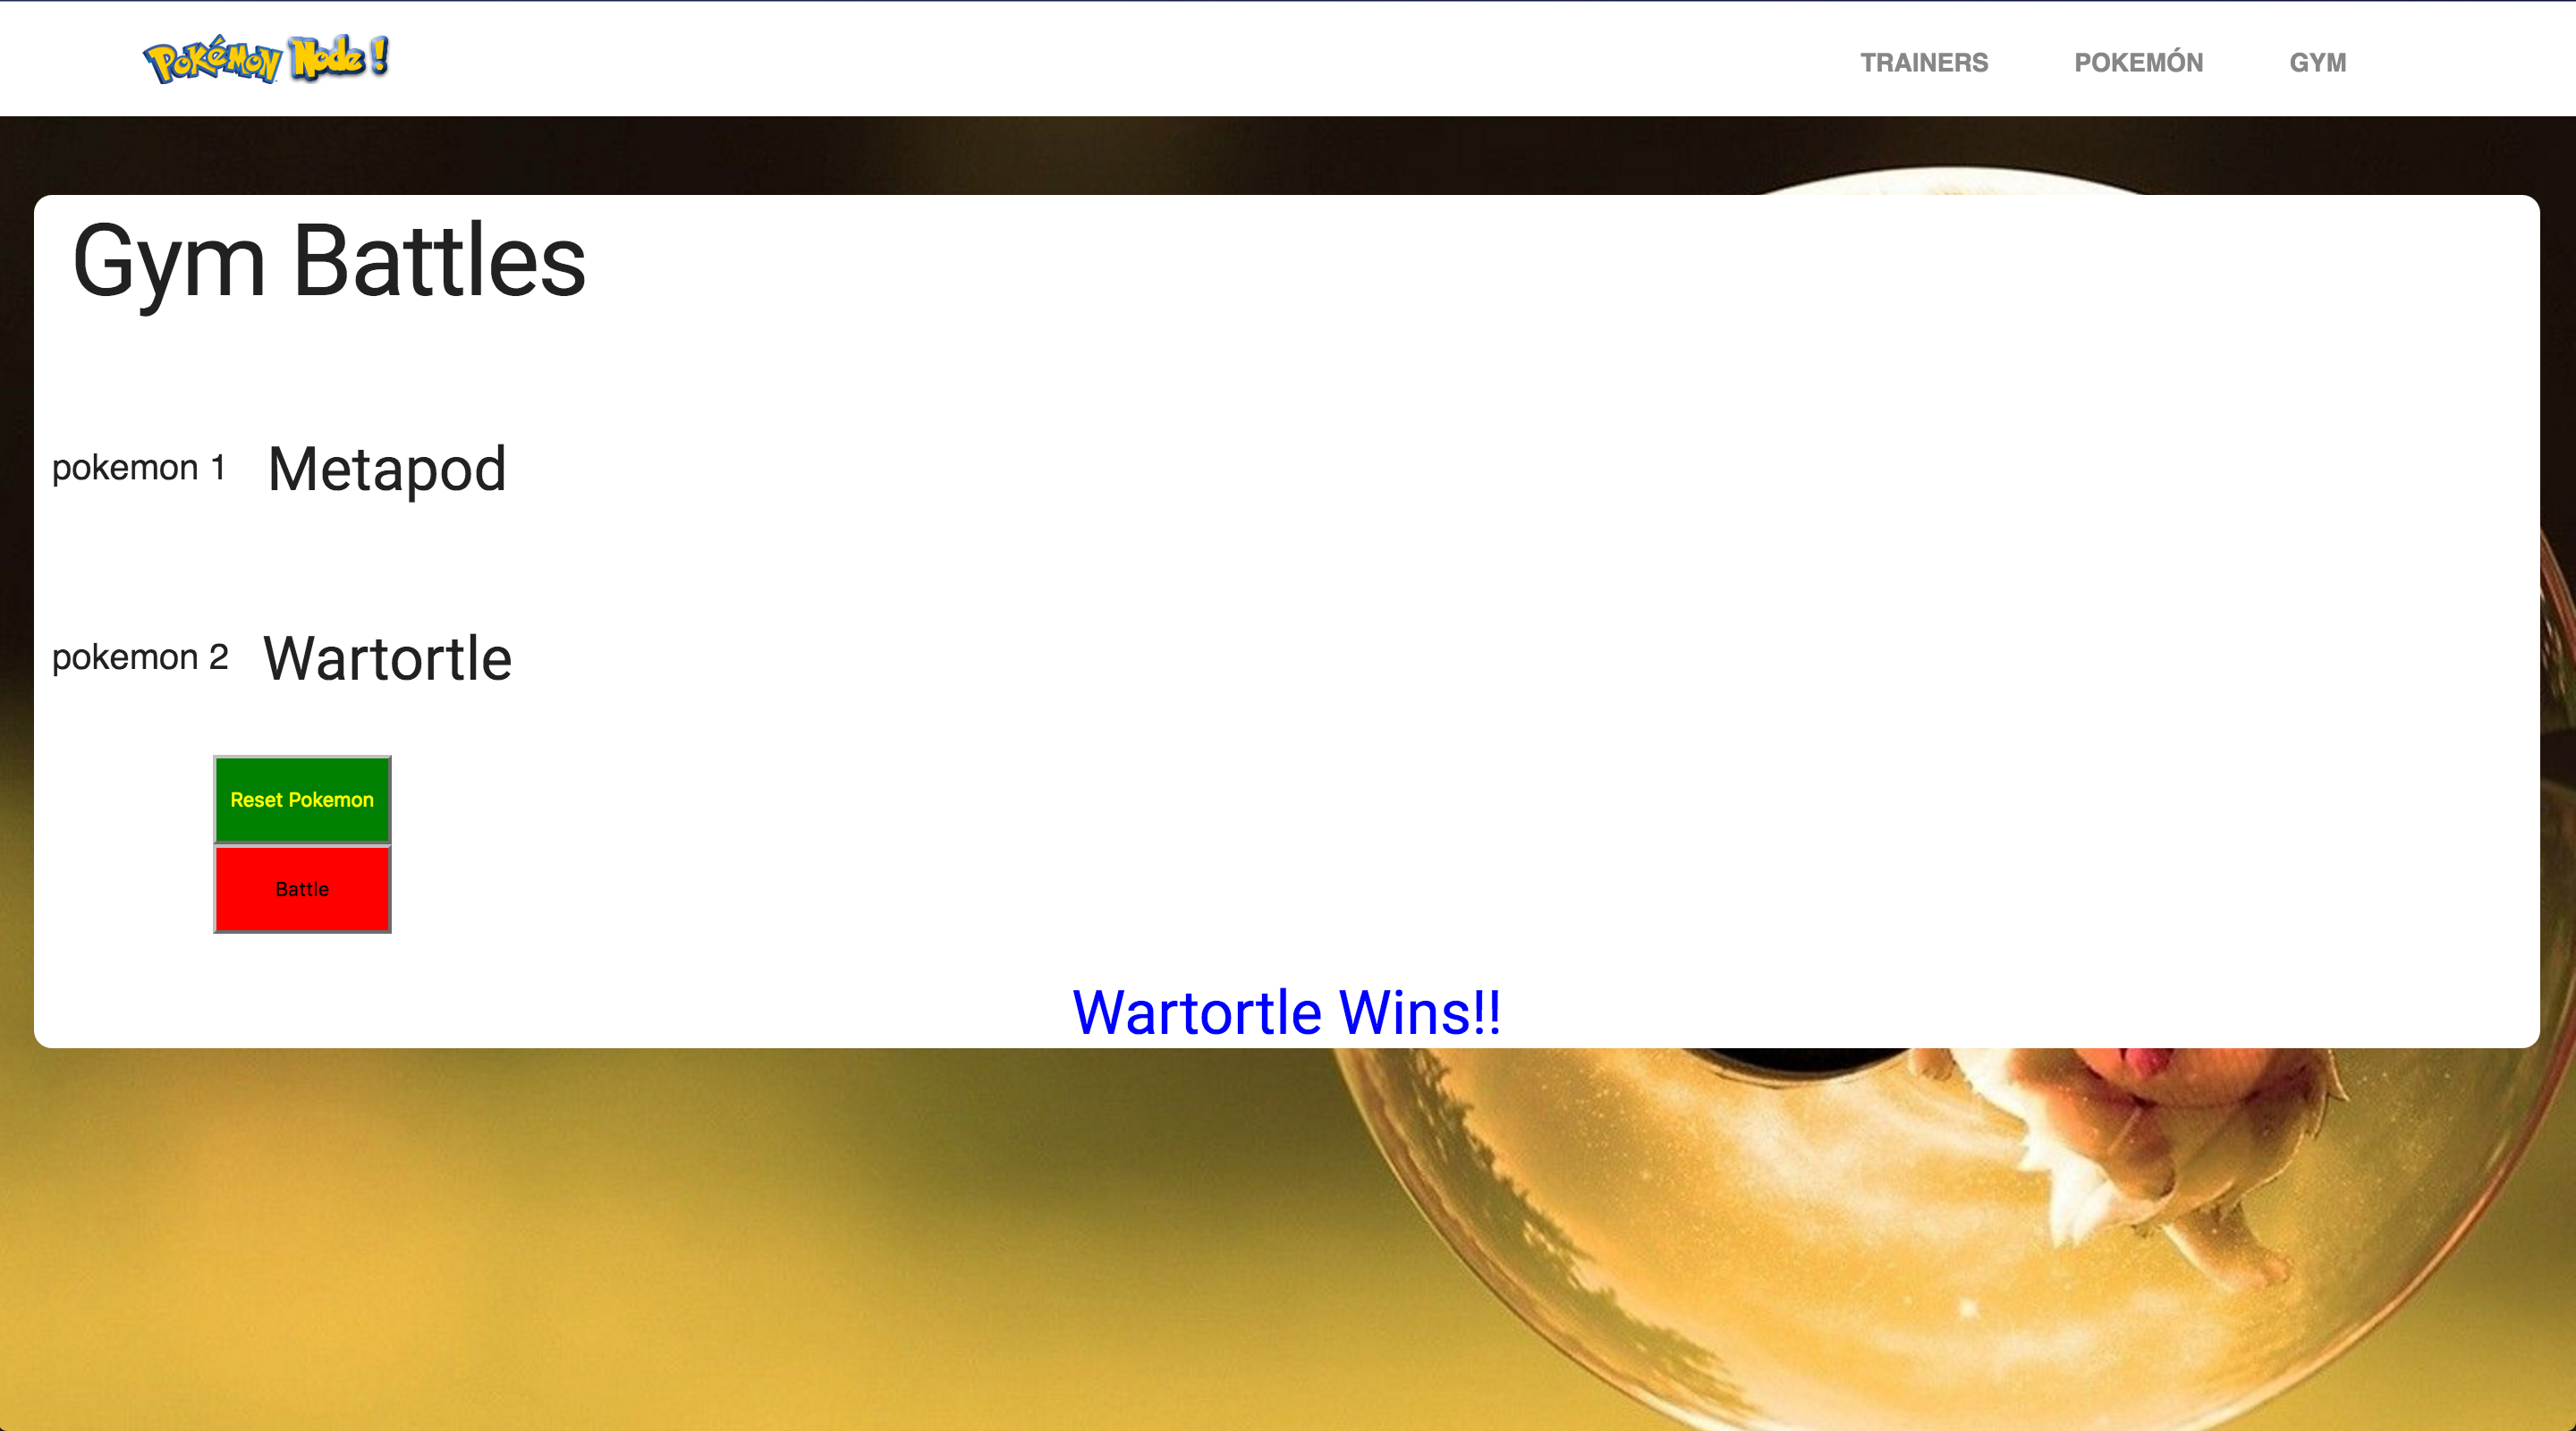 Pokémon Node!
TRAINERS POKEMÓN GYM
Gym Battles
pokemon 1 Metapod
pokemon 2 Wartortle
Reset Pokemon
Battle
Wartortle Wins!!